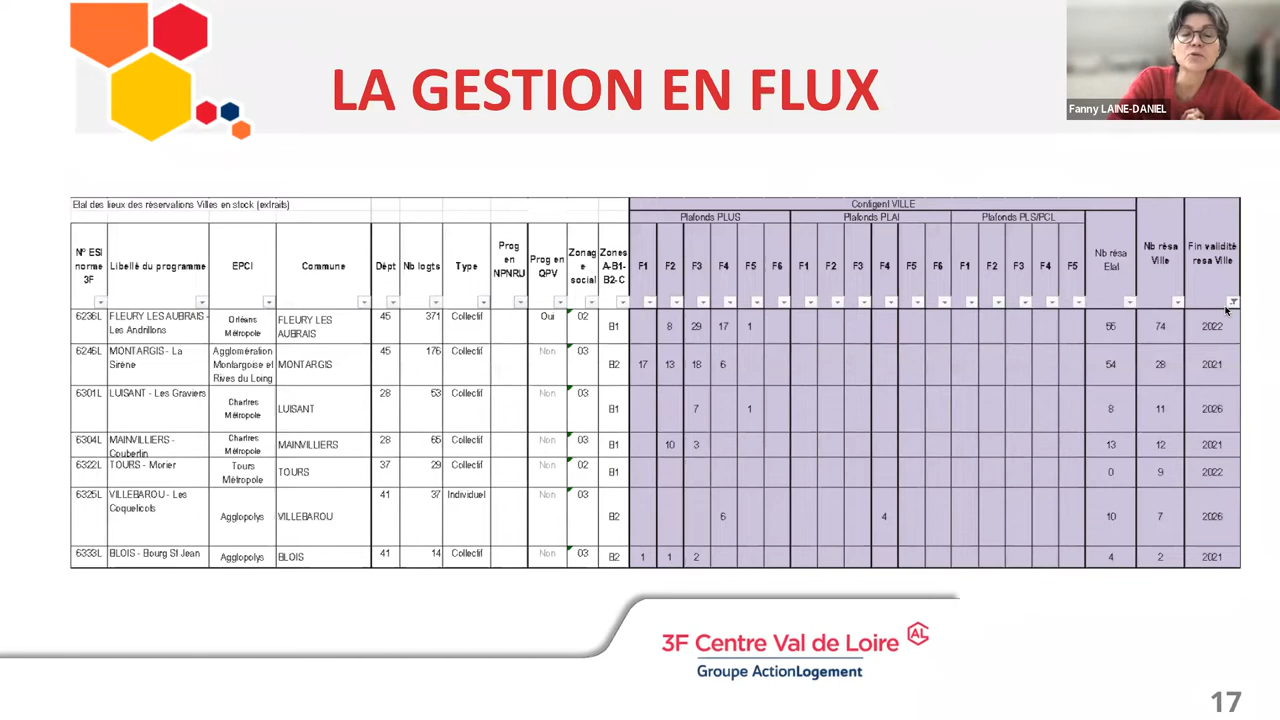 LA GESTION EN FLUX
Fanny LAINE-DANIEL
Etat des lieux des réservations Villes en stock (extraits)
Contigent VILLE
Plafonds PLUS Plafonds PLAI Plafonds PLS/PCL
N° ESI norme 3F Libellé du programme EPCI Commune Dépt Nb logts Type Prog en NPNRU Prog en QPV Zonage social Zones A-B1-B2-C F1 F2 F3 F4 F5 F6 F1 F2 F3 F4 F5 F6 F1 F2 F3 F4 F5 Nb résa Etat Nb résa Ville Fin validité resa Ville
6236L FLEURY LES AUBRAIS - Les Andrillons Orléans Métropole FLEURY LES AUBRAIS 45 371 Collectif Oui 02 B1 8 29 17 1 55 74 2022
6246L MONTARGIS - La Sirène Agglomération Montargoise et Rives du Loing MONTARGIS 45 176 Collectif Non 03 B2 17 13 18 6 54 28 2021
6301L LUISANT - Les Graviers Chartres Métropole LUISANT 28 53 Collectif Non 03 B1 7 1 8 11 2026
6304L MAINVILLIERS - Coubertin Chartres Métropole MAINVILLIERS 28 65 Collectif Non 03 B1 10 3 13 12 2021
6322L TOURS - Morier Tours Métropole TOURS 37 29 Collectif Non 02 B1 0 9 2022
6325L VILLEBAROU - Les Coquelicots Agglopolys VILLEBAROU 41 37 Individuel Non 03 B2 6 4 10 7 2026
6333L BLOIS - Bourg St Jean Agglopolys BLOIS 41 14 Collectif Non 03 B2 1 1 2 4 2 2021
3F Centre Val de Loire AL
Groupe ActionLogement
17